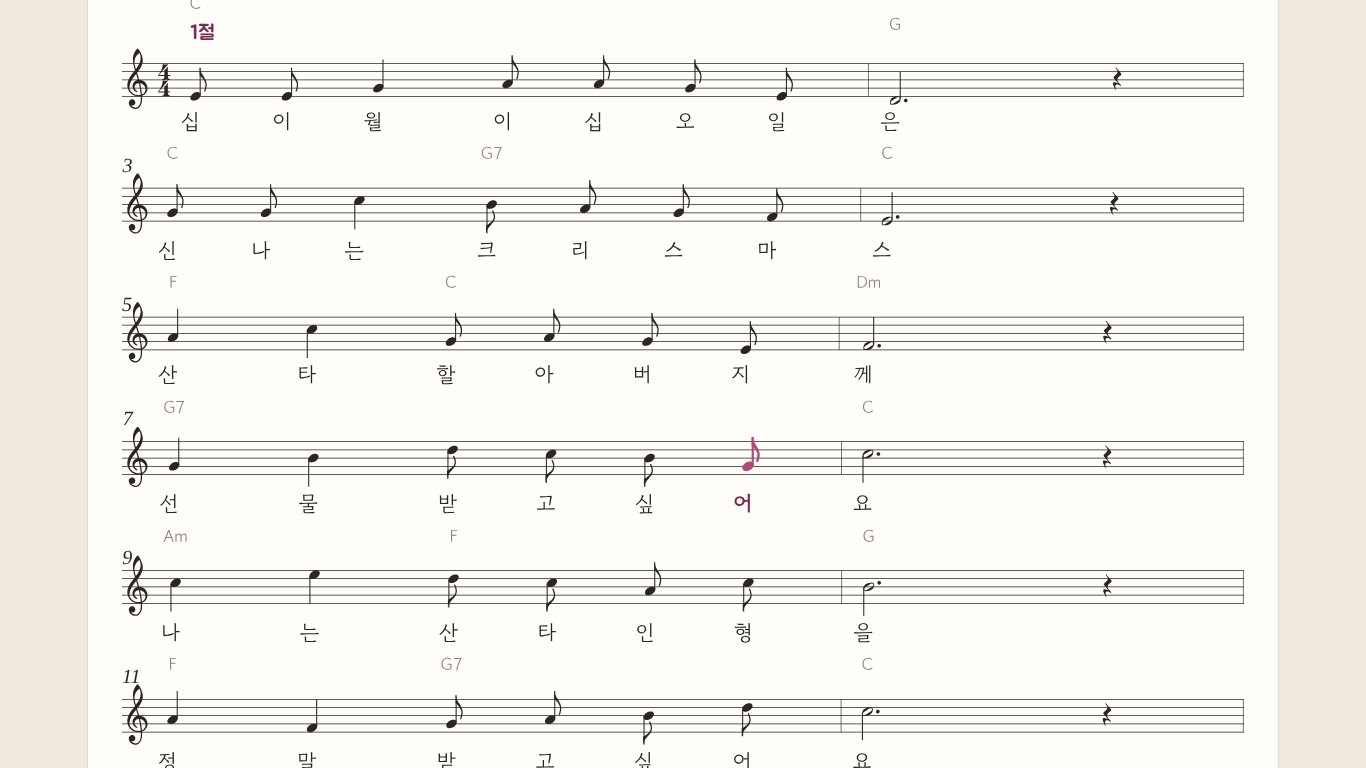 C
1절
G
십 이 월 이 십 오 일 은
C G7 C
3
신 나 는 크 리 스 마 스
F C Dm
5
산 타 할 아 버 지 께
G7 C
7
선 물 받 고 싶 어 요
Am F G
9
나 는 산 타 인 형 을
F G7 C
11
정 말 받 고 싶 어 요